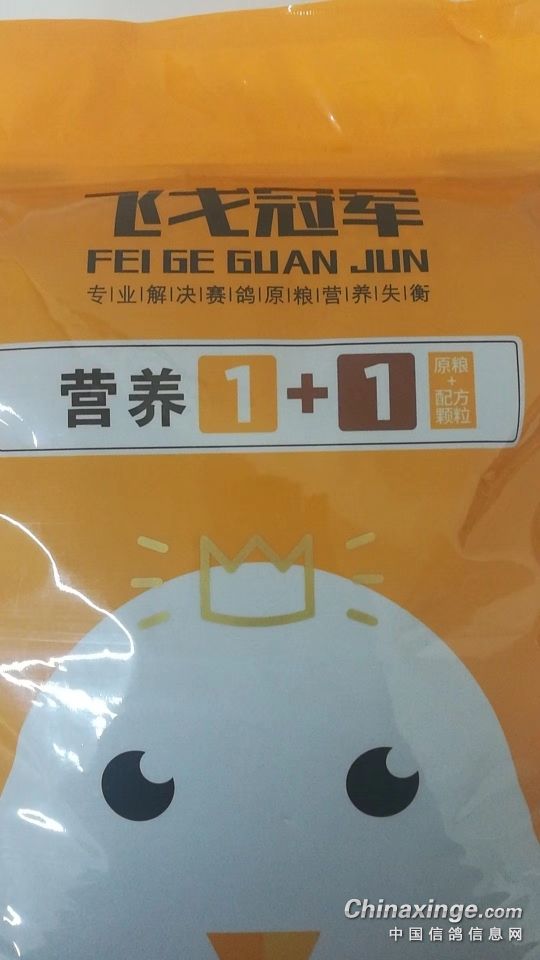 飞戈冠军
FEI GE GUAN JUN
专|业|解|决|赛|鸽|原|粮|营|养|失|衡
营养 1+1 原粮
+
配方
颗粒
Chinaxinge.com
中国信鸽信息网